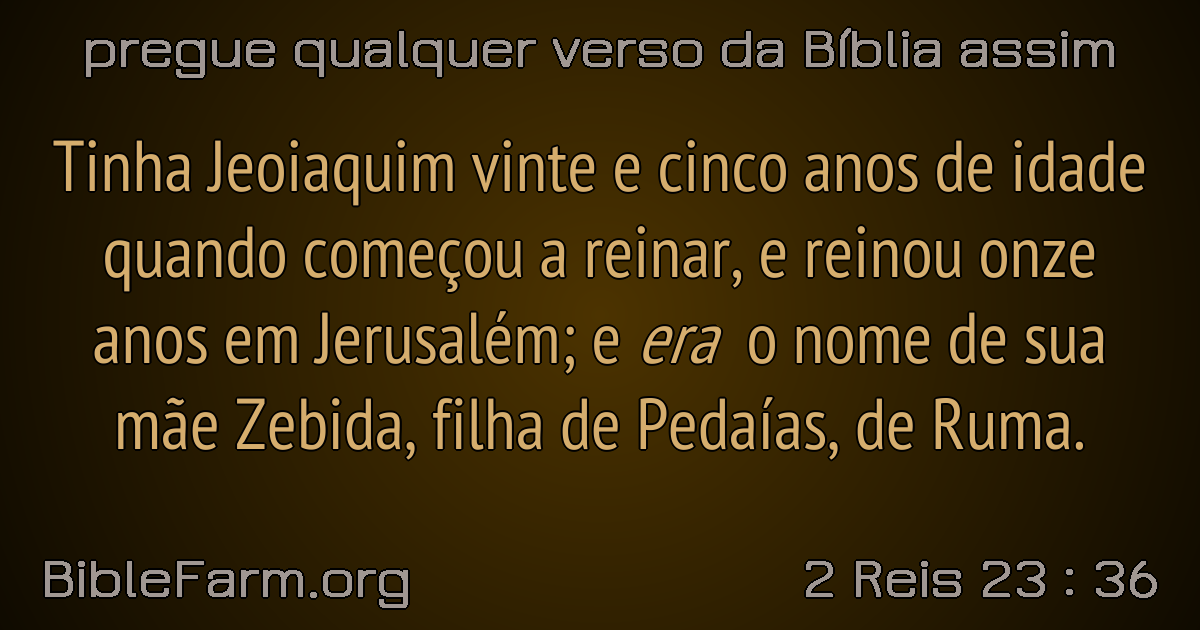 pregue qualquer verso da Bíblia assim
Tinha Jeoiaquim vinte e cinco anos de idade
quando começou a reinar, e reinou onze
anos em Jerusalém; e era o nome de sua
mãe Zebida, filha de Pedaías, de Ruma.
BibleFarm.org
2 Reis 23 : 36